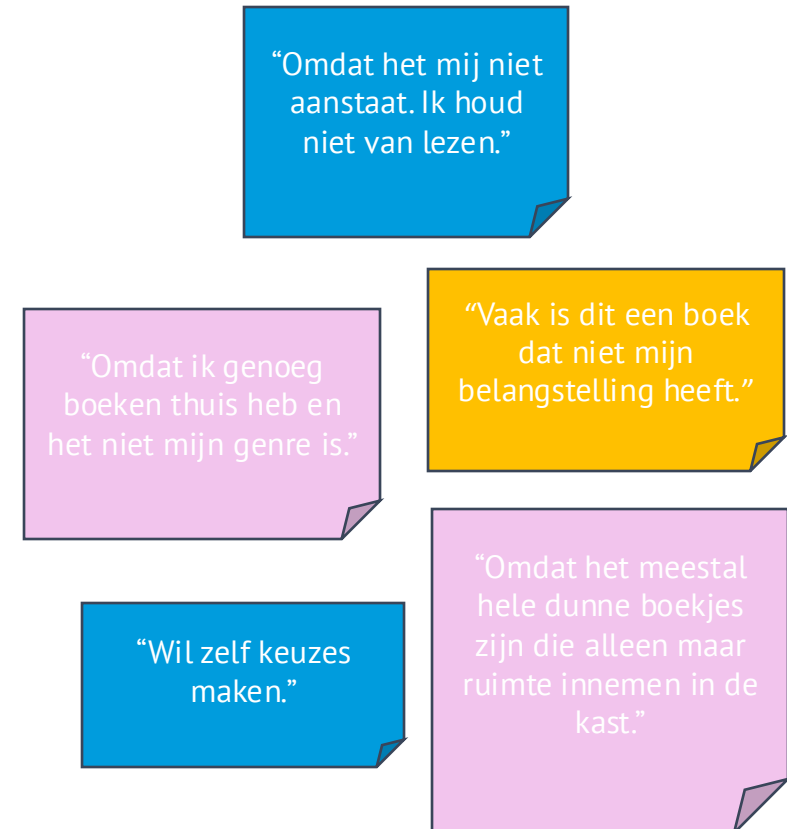 “Omdat het mij niet
aanstaat. Ik houd
niet van lezen.”
“Omdat ik genoeg
boeken thuis heb en
het niet mijn genre is.”
“Vaak is dit een boek
dat niet mijn
belangstelling heeft.”
“Wil zelf keuzes
maken.”
“Omdat het meestal
hele dunne boekjes
zijn die alleen maar
ruimte innemen in de
kast.”